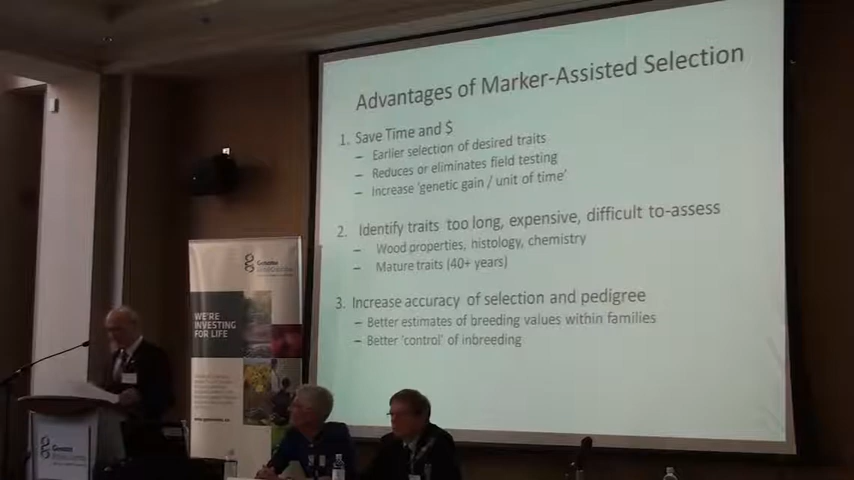 Advantages of Marker-Assisted Selection
1. Save Time and $
– Earlier selection of desired traits
– Reduces or eliminates field testing
– Increase 'genetic gain / unit of time'
2. Identify traits too long, expensive, difficult to-assess
– Wood properties, histology, chemistry
– Mature traits (40+ years)
3. Increase accuracy of selection and pedigree
– Better estimates of breeding values within families
– Better 'control' of inbreeding
Genome
WE'RE
INVESTING
FOR LIFE
Genome